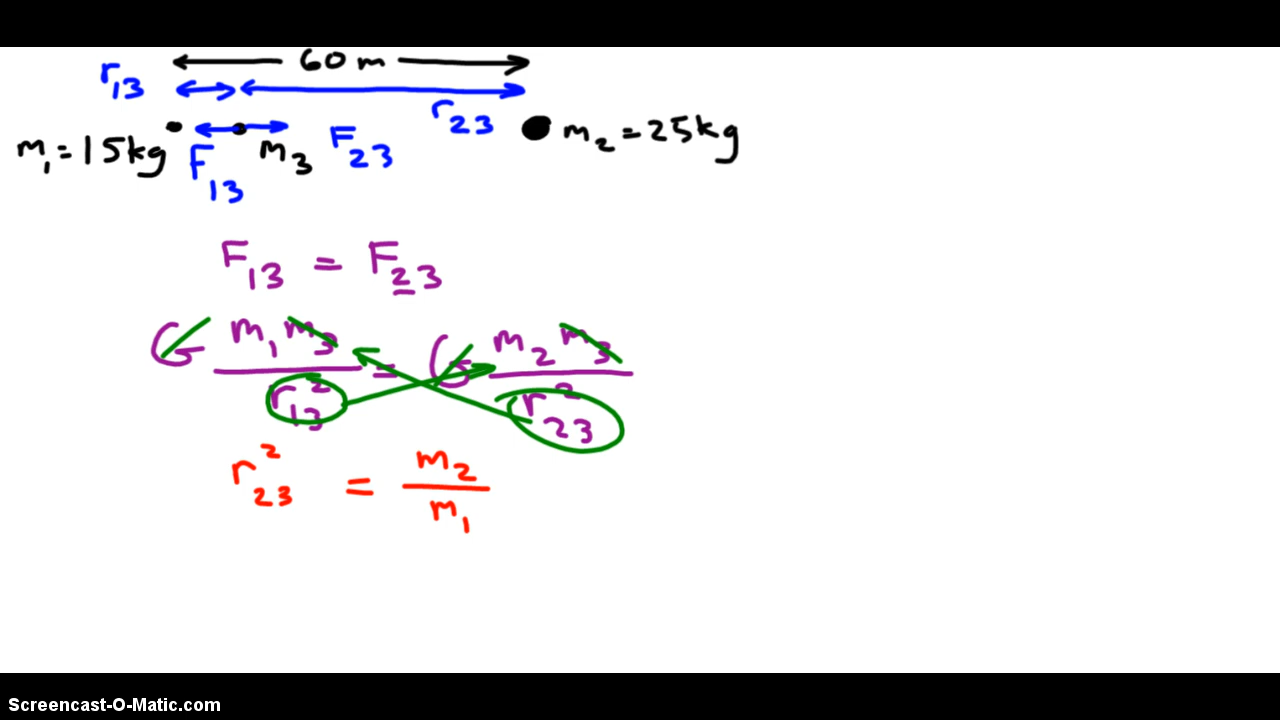 60 m
r₁₃
r₂₃
m₁ = 15kg m₃ F₂₃ m₂ = 25kg
F₁₃
F₁₃ = F₂₃
G m₁m₃ / r₁₃² = G m₂m₃ / r₂₃²
r₂₃² = m₂ / m₁
Screencast-O-Matic.com